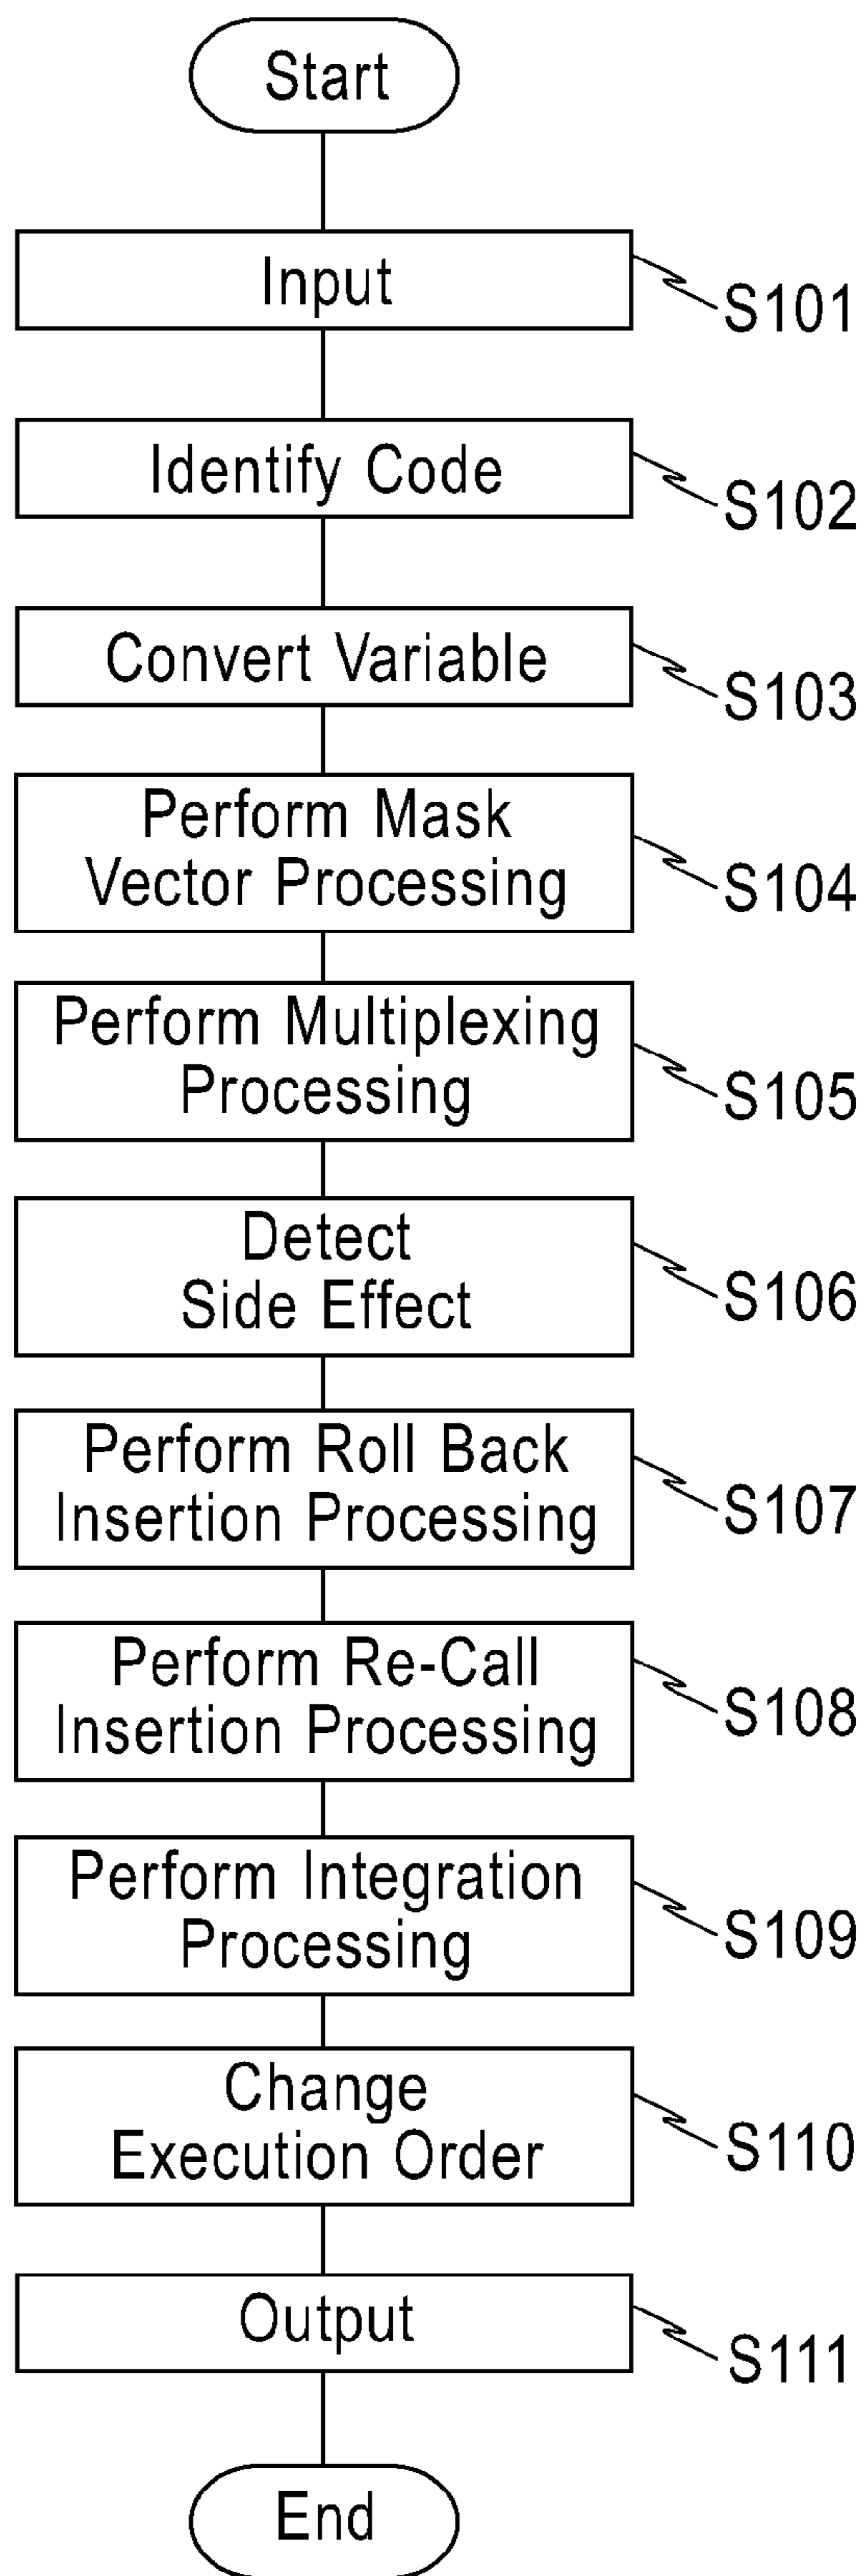 Start
Input
S101
Identify Code
S102
Convert Variable
S103
Perform Mask
Vector Processing
S104
Perform Multiplexing
Processing
S105
Detect
Side Effect
S106
Perform Roll Back
Insertion Processing
S107
Perform Re-Call
Insertion Processing
S108
Perform Integration
Processing
S109
Change
Execution Order
S110
Output
S111
End